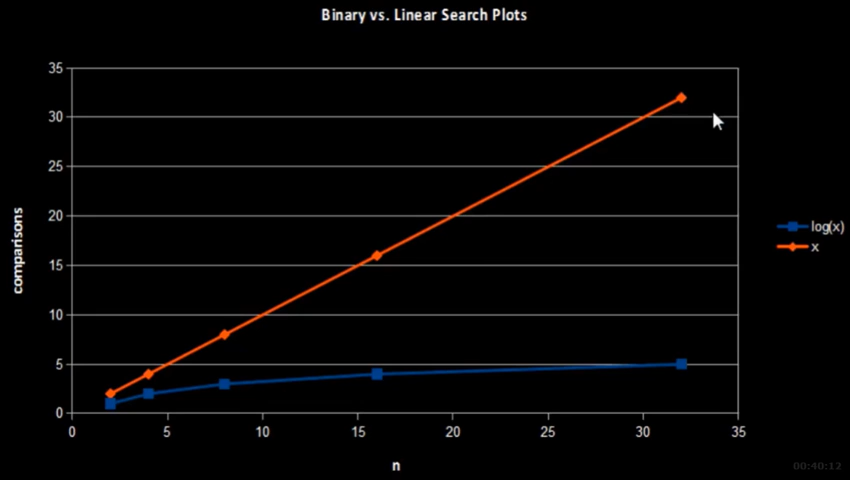 Binary vs. Linear Search Plots
35
30
25
20
15
10
5
0
comparisons
0 5 10 15 20 25 30 35
n
log(x)
x
00:40:12